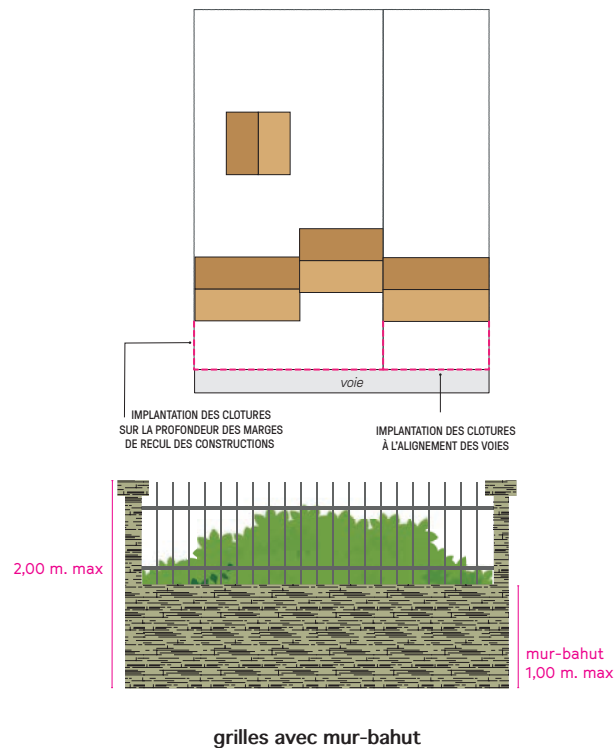 voie
IMPLANTATION DES CLOTURES
SUR LA PROFONDEUR DES MARGES
DE RECUL DES CONSTRUCTIONS
IMPLANTATION DES CLOTURES
À L'ALIGNEMENT DES VOIES
2,00 m. max
mur-bahut
1,00 m. max
grilles avec mur-bahut